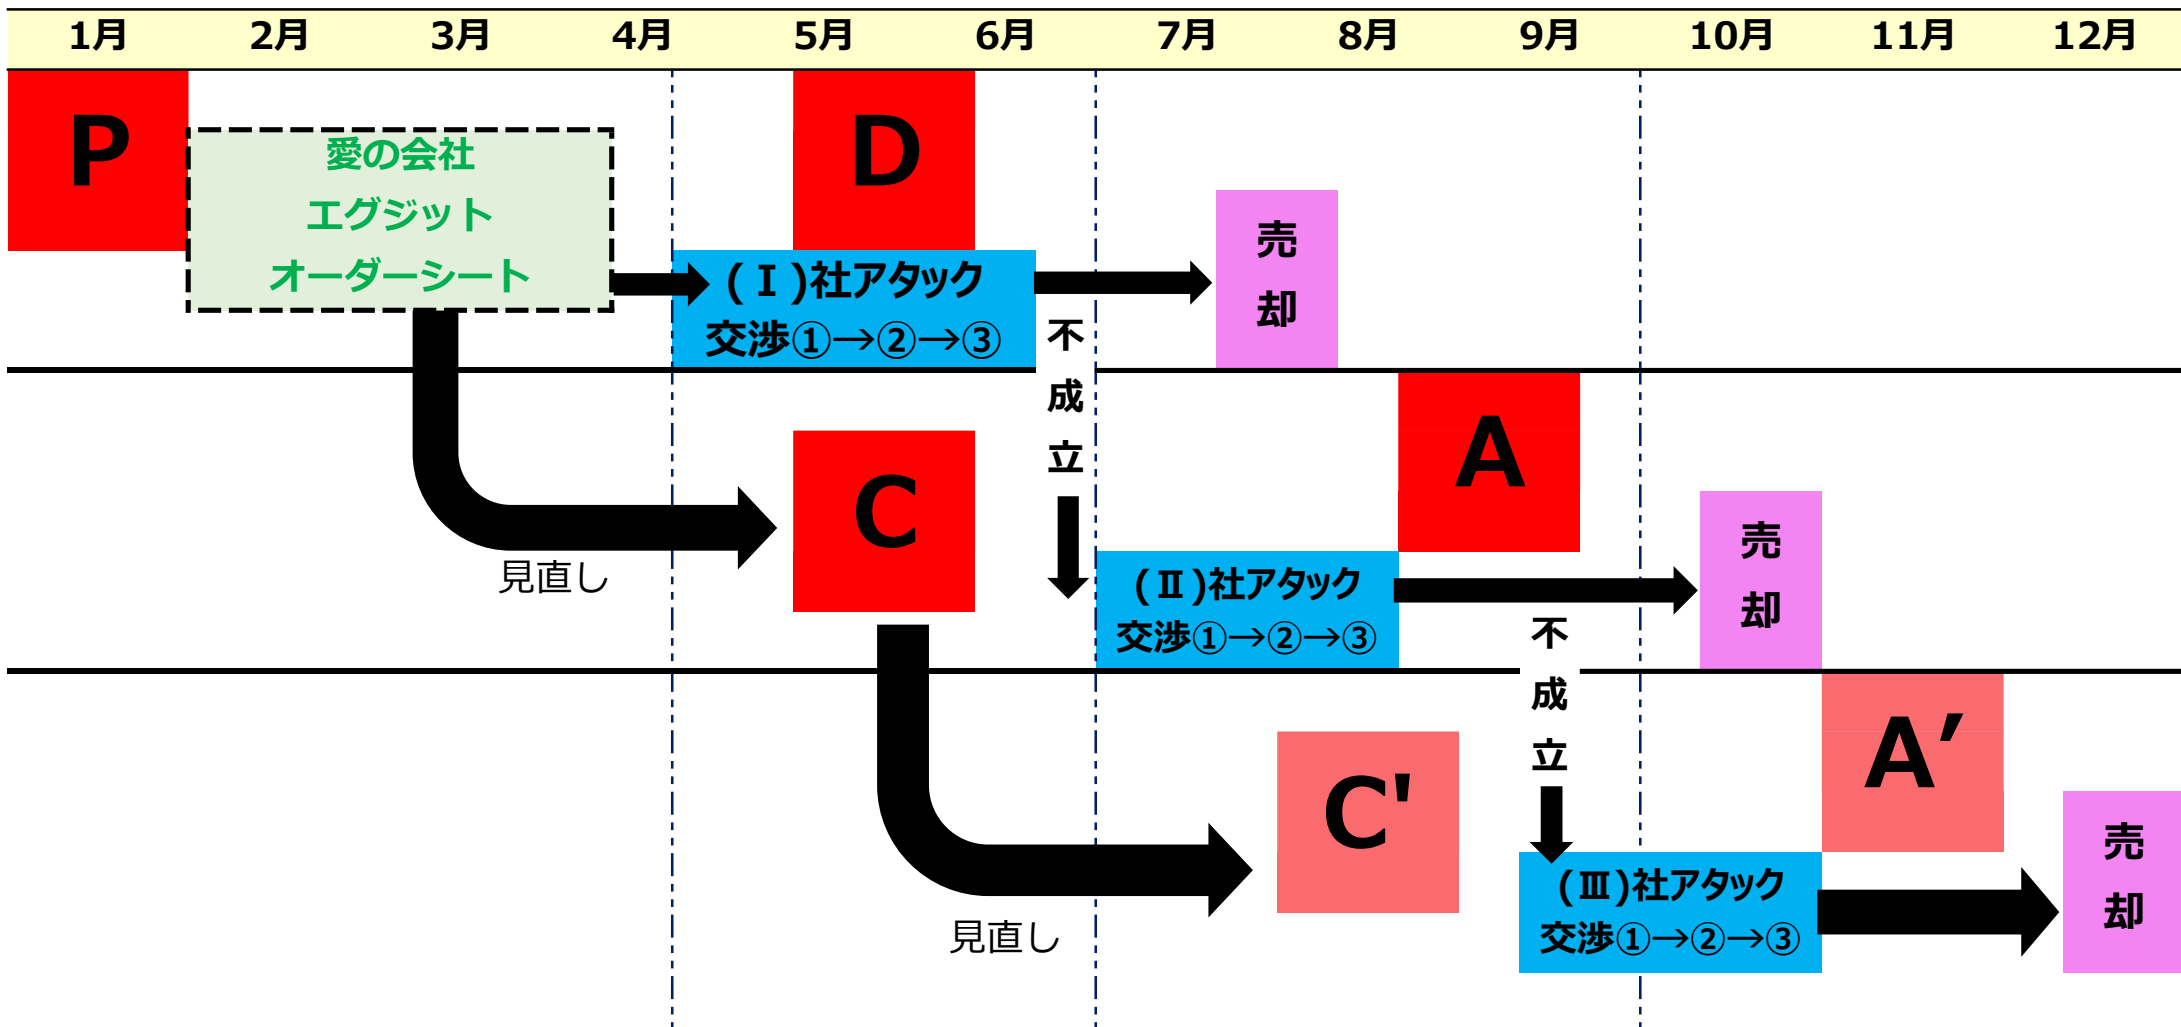 1月 2月 3月 4月 5月 6月 7月 8月 9月 10月 11月 12月
P
愛の会社
エグジット
オーダーシート
D
(Ⅰ)社アタック
交渉①→②→③
売
却
不
成
立
見直し
C
A
(Ⅱ)社アタック
交渉①→②→③
売
却
不
成
立
見直し
C'
A′
(Ⅲ)社アタック
交渉①→②→③
売
却